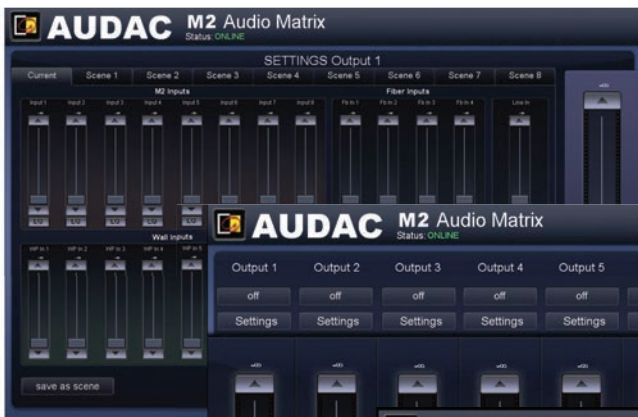 AUDAC M2 Audio Matrix
Status: ONLINE
SETTINGS Output 1
Current Scene 1 Scene 2 Scene 3 Scene 4 Scene 5 Scene 6 Scene 7 Scene 8
M2 Inputs Fiber Inputs
Input 1 Input 2 Input 3 Input 4 Input 5 Input 6 Input 7 Input 8 Fb In 1 Fb In 2 Fb In 3 Fb In 4 Line In
EQ EQ EQ EQ EQ
Wall Inputs
WP In 1 WP In 2 WP In 3 WP In 4 WP In 5
save as scene
AUDAC M2 Audio Matrix
Status: ONLINE
Output 1 Output 2 Output 3 Output 4 Output 5
off off off off off
Settings Settings Settings Settings Settings